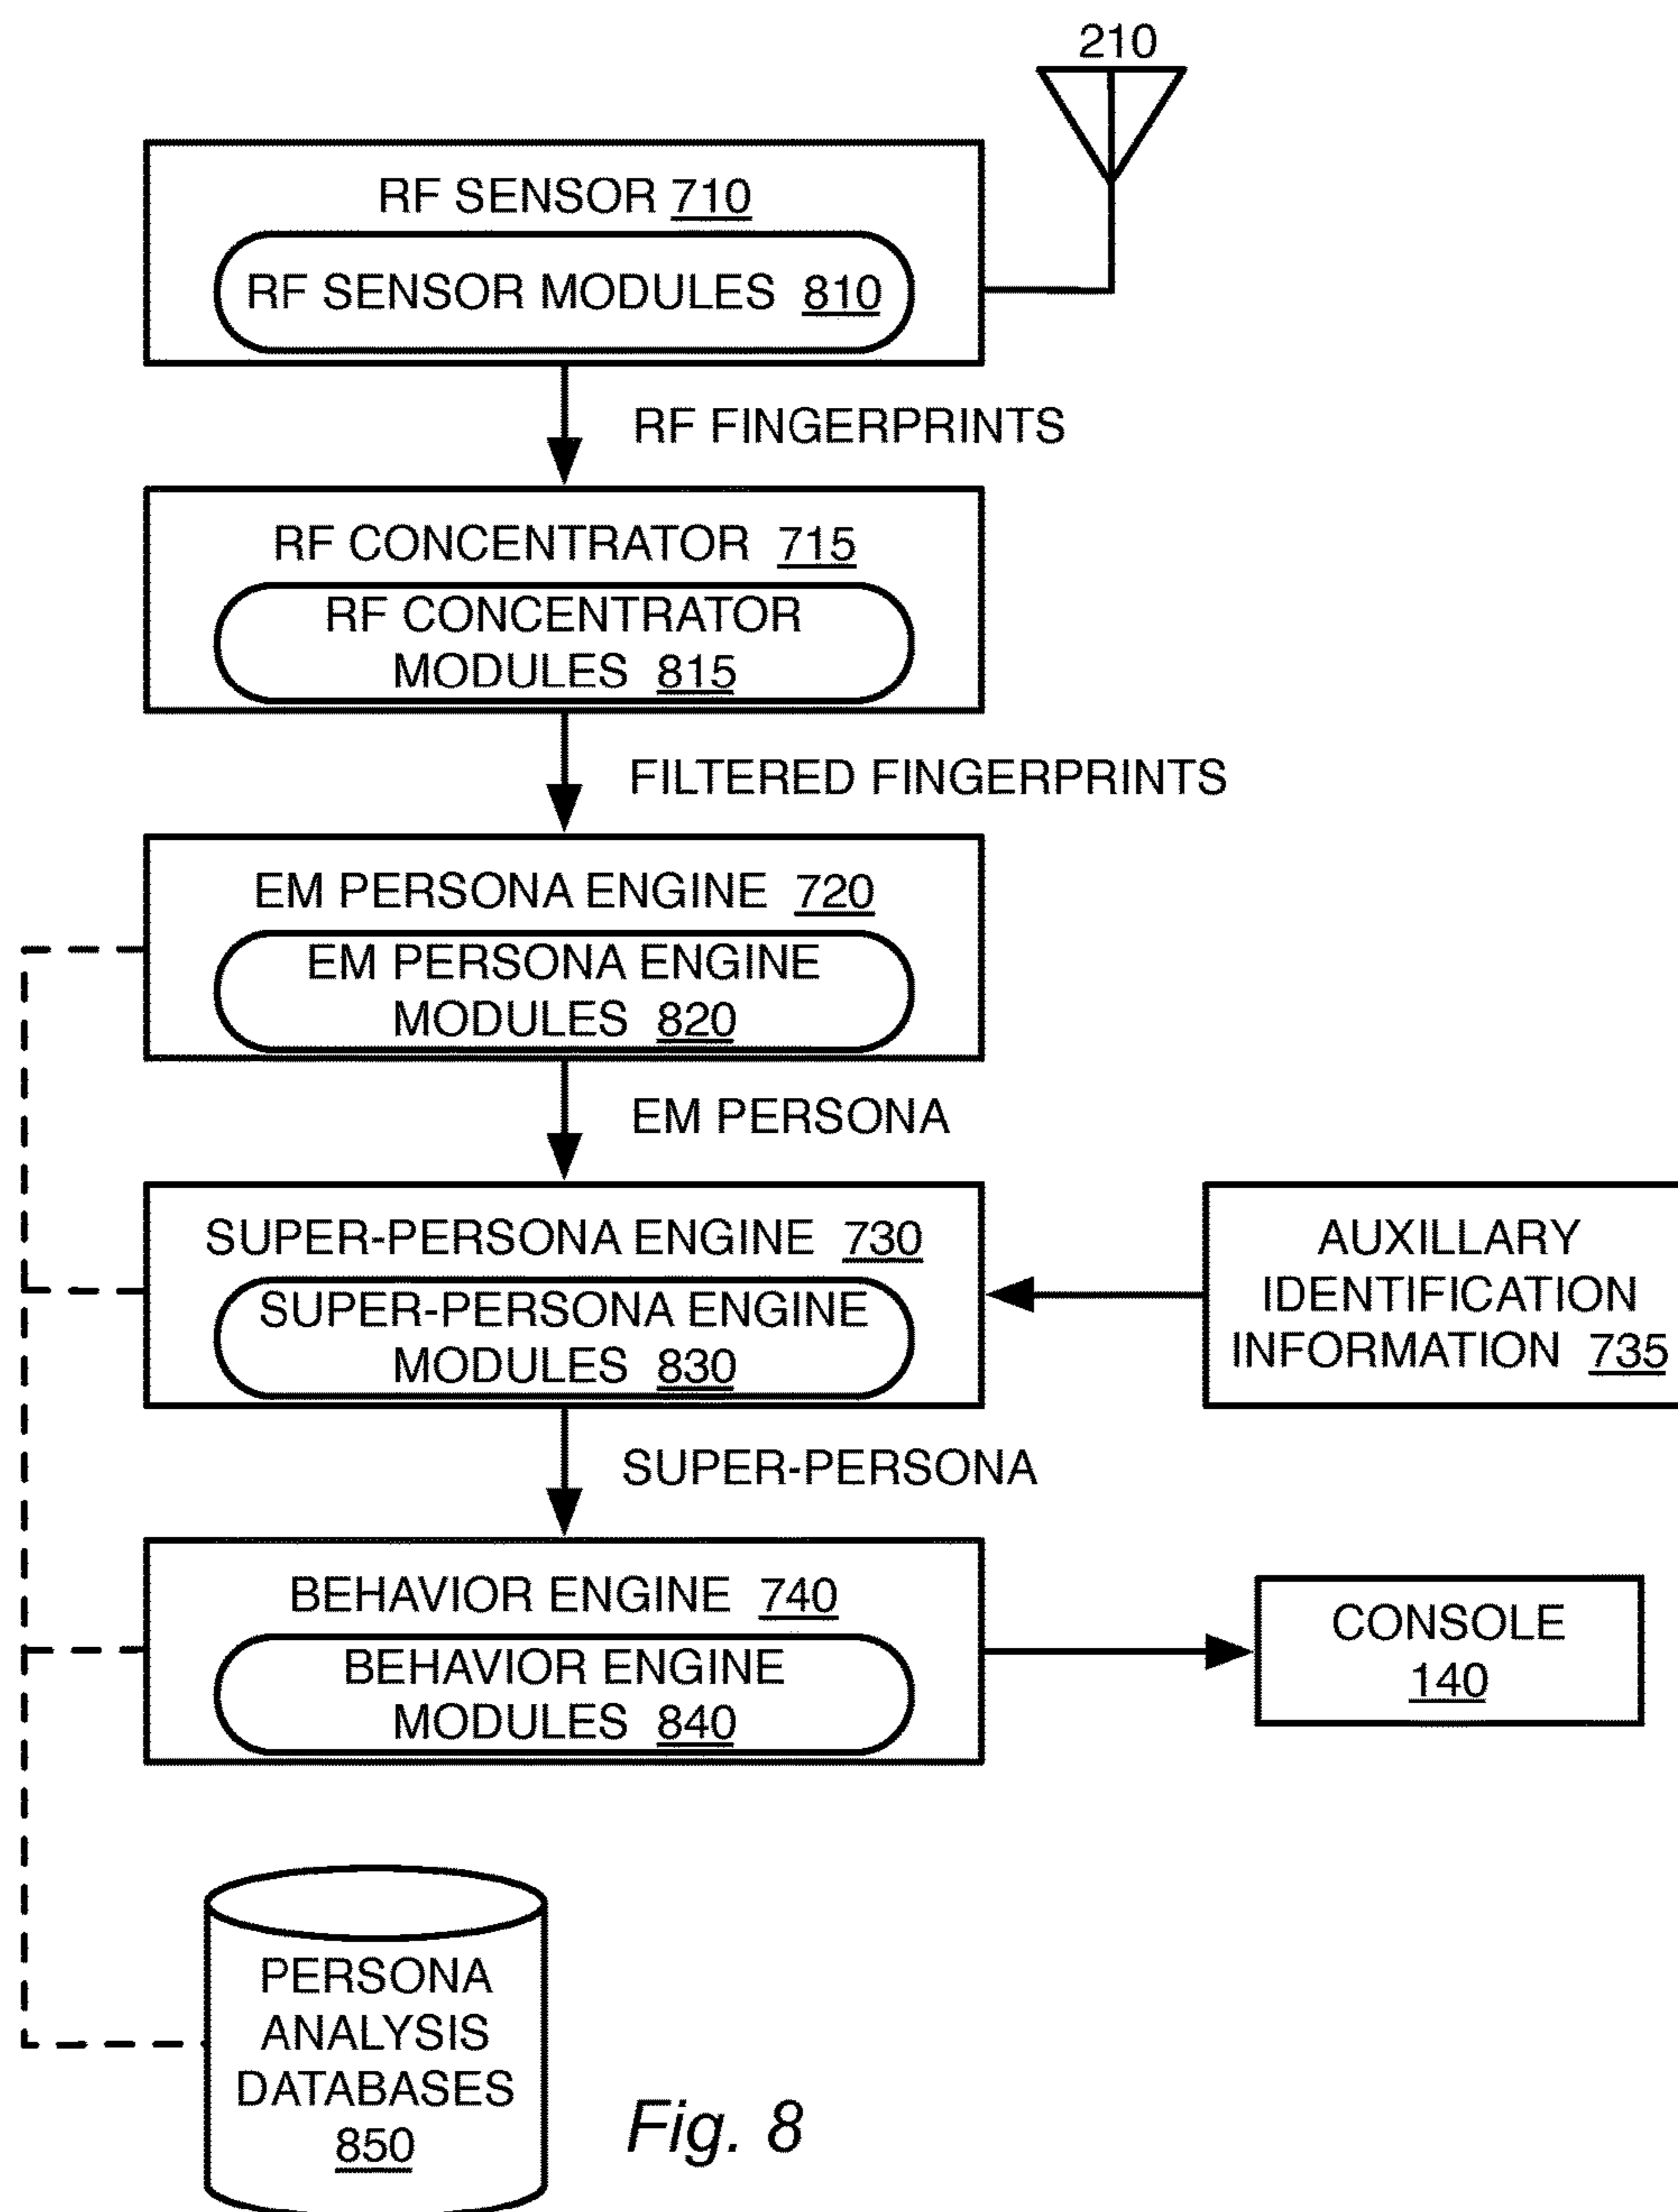 210
RF SENSOR 710
RF SENSOR MODULES 810
RF FINGERPRINTS
RF CONCENTRATOR 715
RF CONCENTRATOR
MODULES 815
FILTERED FINGERPRINTS
EM PERSONA ENGINE 720
EM PERSONA ENGINE
MODULES 820
EM PERSONA
SUPER-PERSONA ENGINE 730
SUPER-PERSONA ENGINE
MODULES 830
AUXILLARY
IDENTIFICATION
INFORMATION 735
SUPER-PERSONA
BEHAVIOR ENGINE 740
BEHAVIOR ENGINE
MODULES 840
CONSOLE
140
PERSONA
ANALYSIS
DATABASES
850
Fig. 8